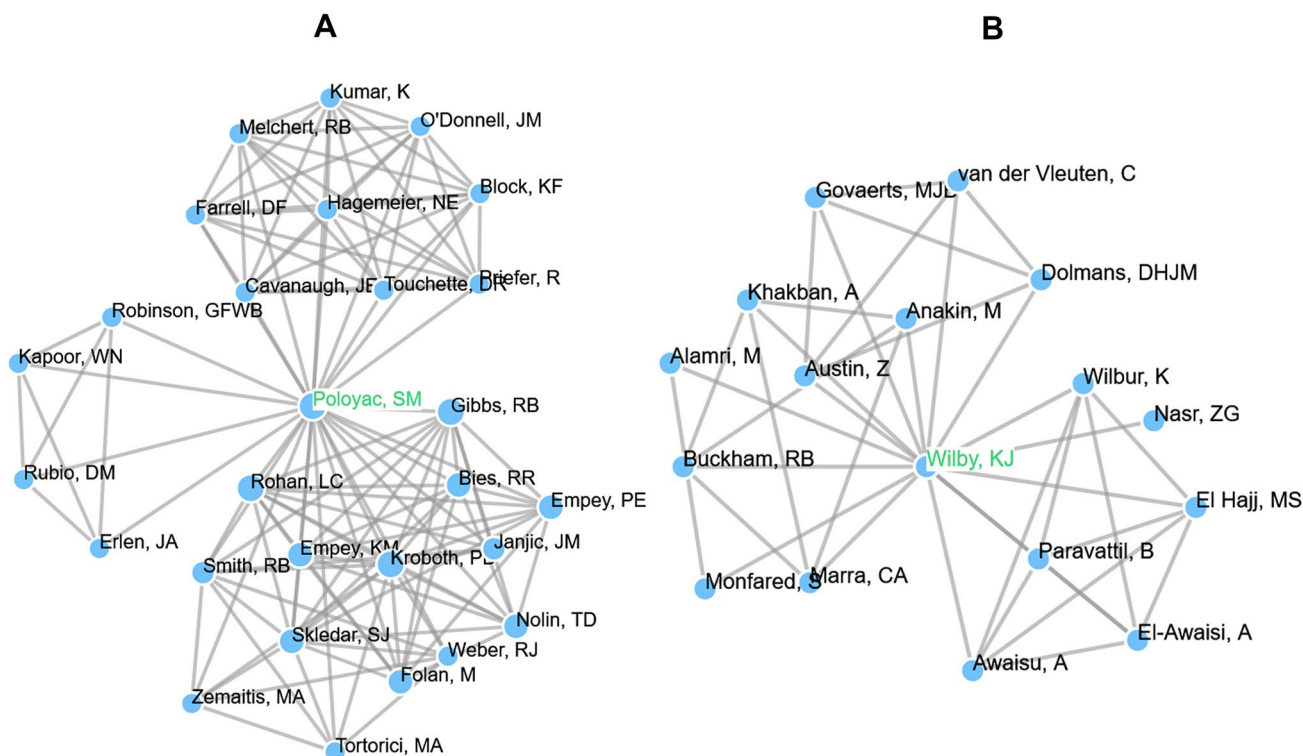 A
B
Kumar, K
O'Donnell, JM
Melchert, RB
Block, KF
Hagemeier, NE
Farrell, DF
Briefer, R
Cavanaugh, JE
Touchette, DR
Robinson, GFWB
Kapoor, WN
Poloyac, SM
Gibbs, RB
Rubio, DM
Rohan, LC
Bies, RR
Empey, PE
Erlen, JA
Empey, KM
Janjic, JM
Smith, RB
Kroboth, PD
Nolin, TD
Skledar, SJ
Weber, RJ
Folan, M
Zemaitis, MA
Tortorici, MA
van der Vleuten, C
Govaerts, MJB
Dolmans, DHJM
Khakban, A
Anakin, M
Alamri, M
Austin, Z
Wilbur, K
Nasr, ZG
Buckham, RB
Wilby, KJ
El Hajj, MS
Paravattil, B
Monfared, S
Marra, CA
El-Awaisi, A
Awaisu, A